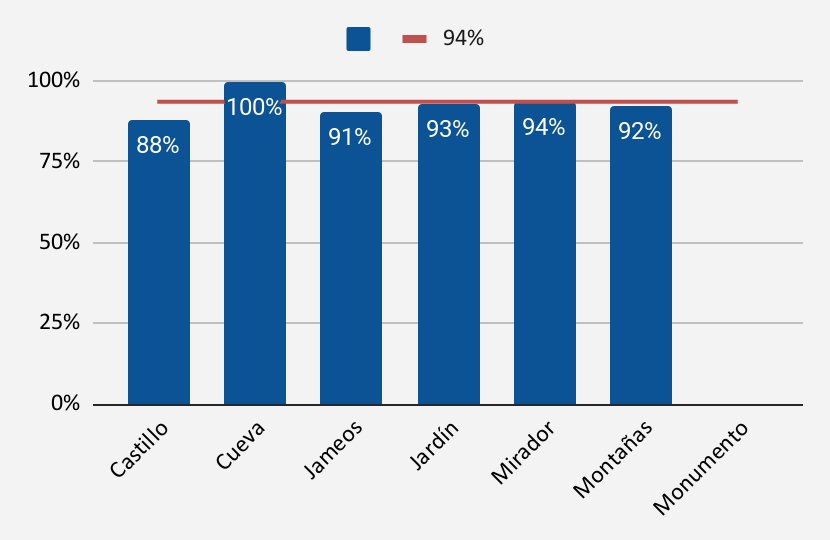 94%
100%
75%
50%
25%
0%
88%
100%
91%
93%
94%
92%
Castillo
Cueva
Jameos
Jardín
Mirador
Montañas
Monumento